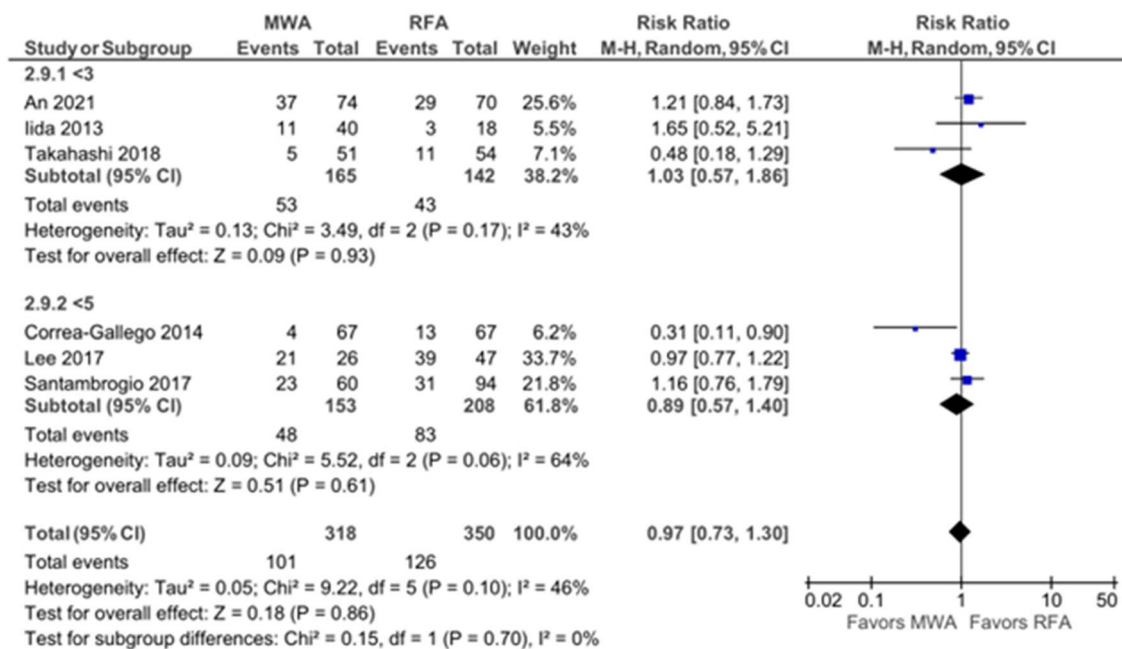 MWA RFA Risk Ratio Risk Ratio
Study or Subgroup Events Total Events Total Weight M-H, Random, 95% CI M-H, Random, 95% CI
2.9.1 <3
An 2021 37 74 29 70 25.6% 1.21 [0.84, 1.73]
Iida 2013 11 40 3 18 5.5% 1.65 [0.52, 5.21]
Takahashi 2018 5 51 11 54 7.1% 0.48 [0.18, 1.29]
Subtotal (95% CI) 165 142 38.2% 1.03 [0.57, 1.86]
Total events 53 43
Heterogeneity: Tau² = 0.13; Chi² = 3.49, df = 2 (P = 0.17); I² = 43%
Test for overall effect: Z = 0.09 (P = 0.93)
2.9.2 <5
Correa-Gallego 2014 4 67 13 67 6.2% 0.31 [0.11, 0.90]
Lee 2017 21 26 39 47 33.7% 0.97 [0.77, 1.22]
Santambrogio 2017 23 60 31 94 21.8% 1.16 [0.76, 1.79]
Subtotal (95% CI) 153 208 61.8% 0.89 [0.57, 1.40]
Total events 48 83
Heterogeneity: Tau² = 0.09; Chi² = 5.52, df = 2 (P = 0.06); I² = 64%
Test for overall effect: Z = 0.51 (P = 0.61)
Total (95% CI) 318 350 100.0% 0.97 [0.73, 1.30]
Total events 101 126
Heterogeneity: Tau² = 0.05; Chi² = 9.22, df = 5 (P = 0.10); I² = 46%
Test for overall effect: Z = 0.18 (P = 0.86)
Test for subgroup differences: Chi² = 0.15, df = 1 (P = 0.70), I² = 0%
0.02 0.1 1 10 50
Favors MWA Favors RFA